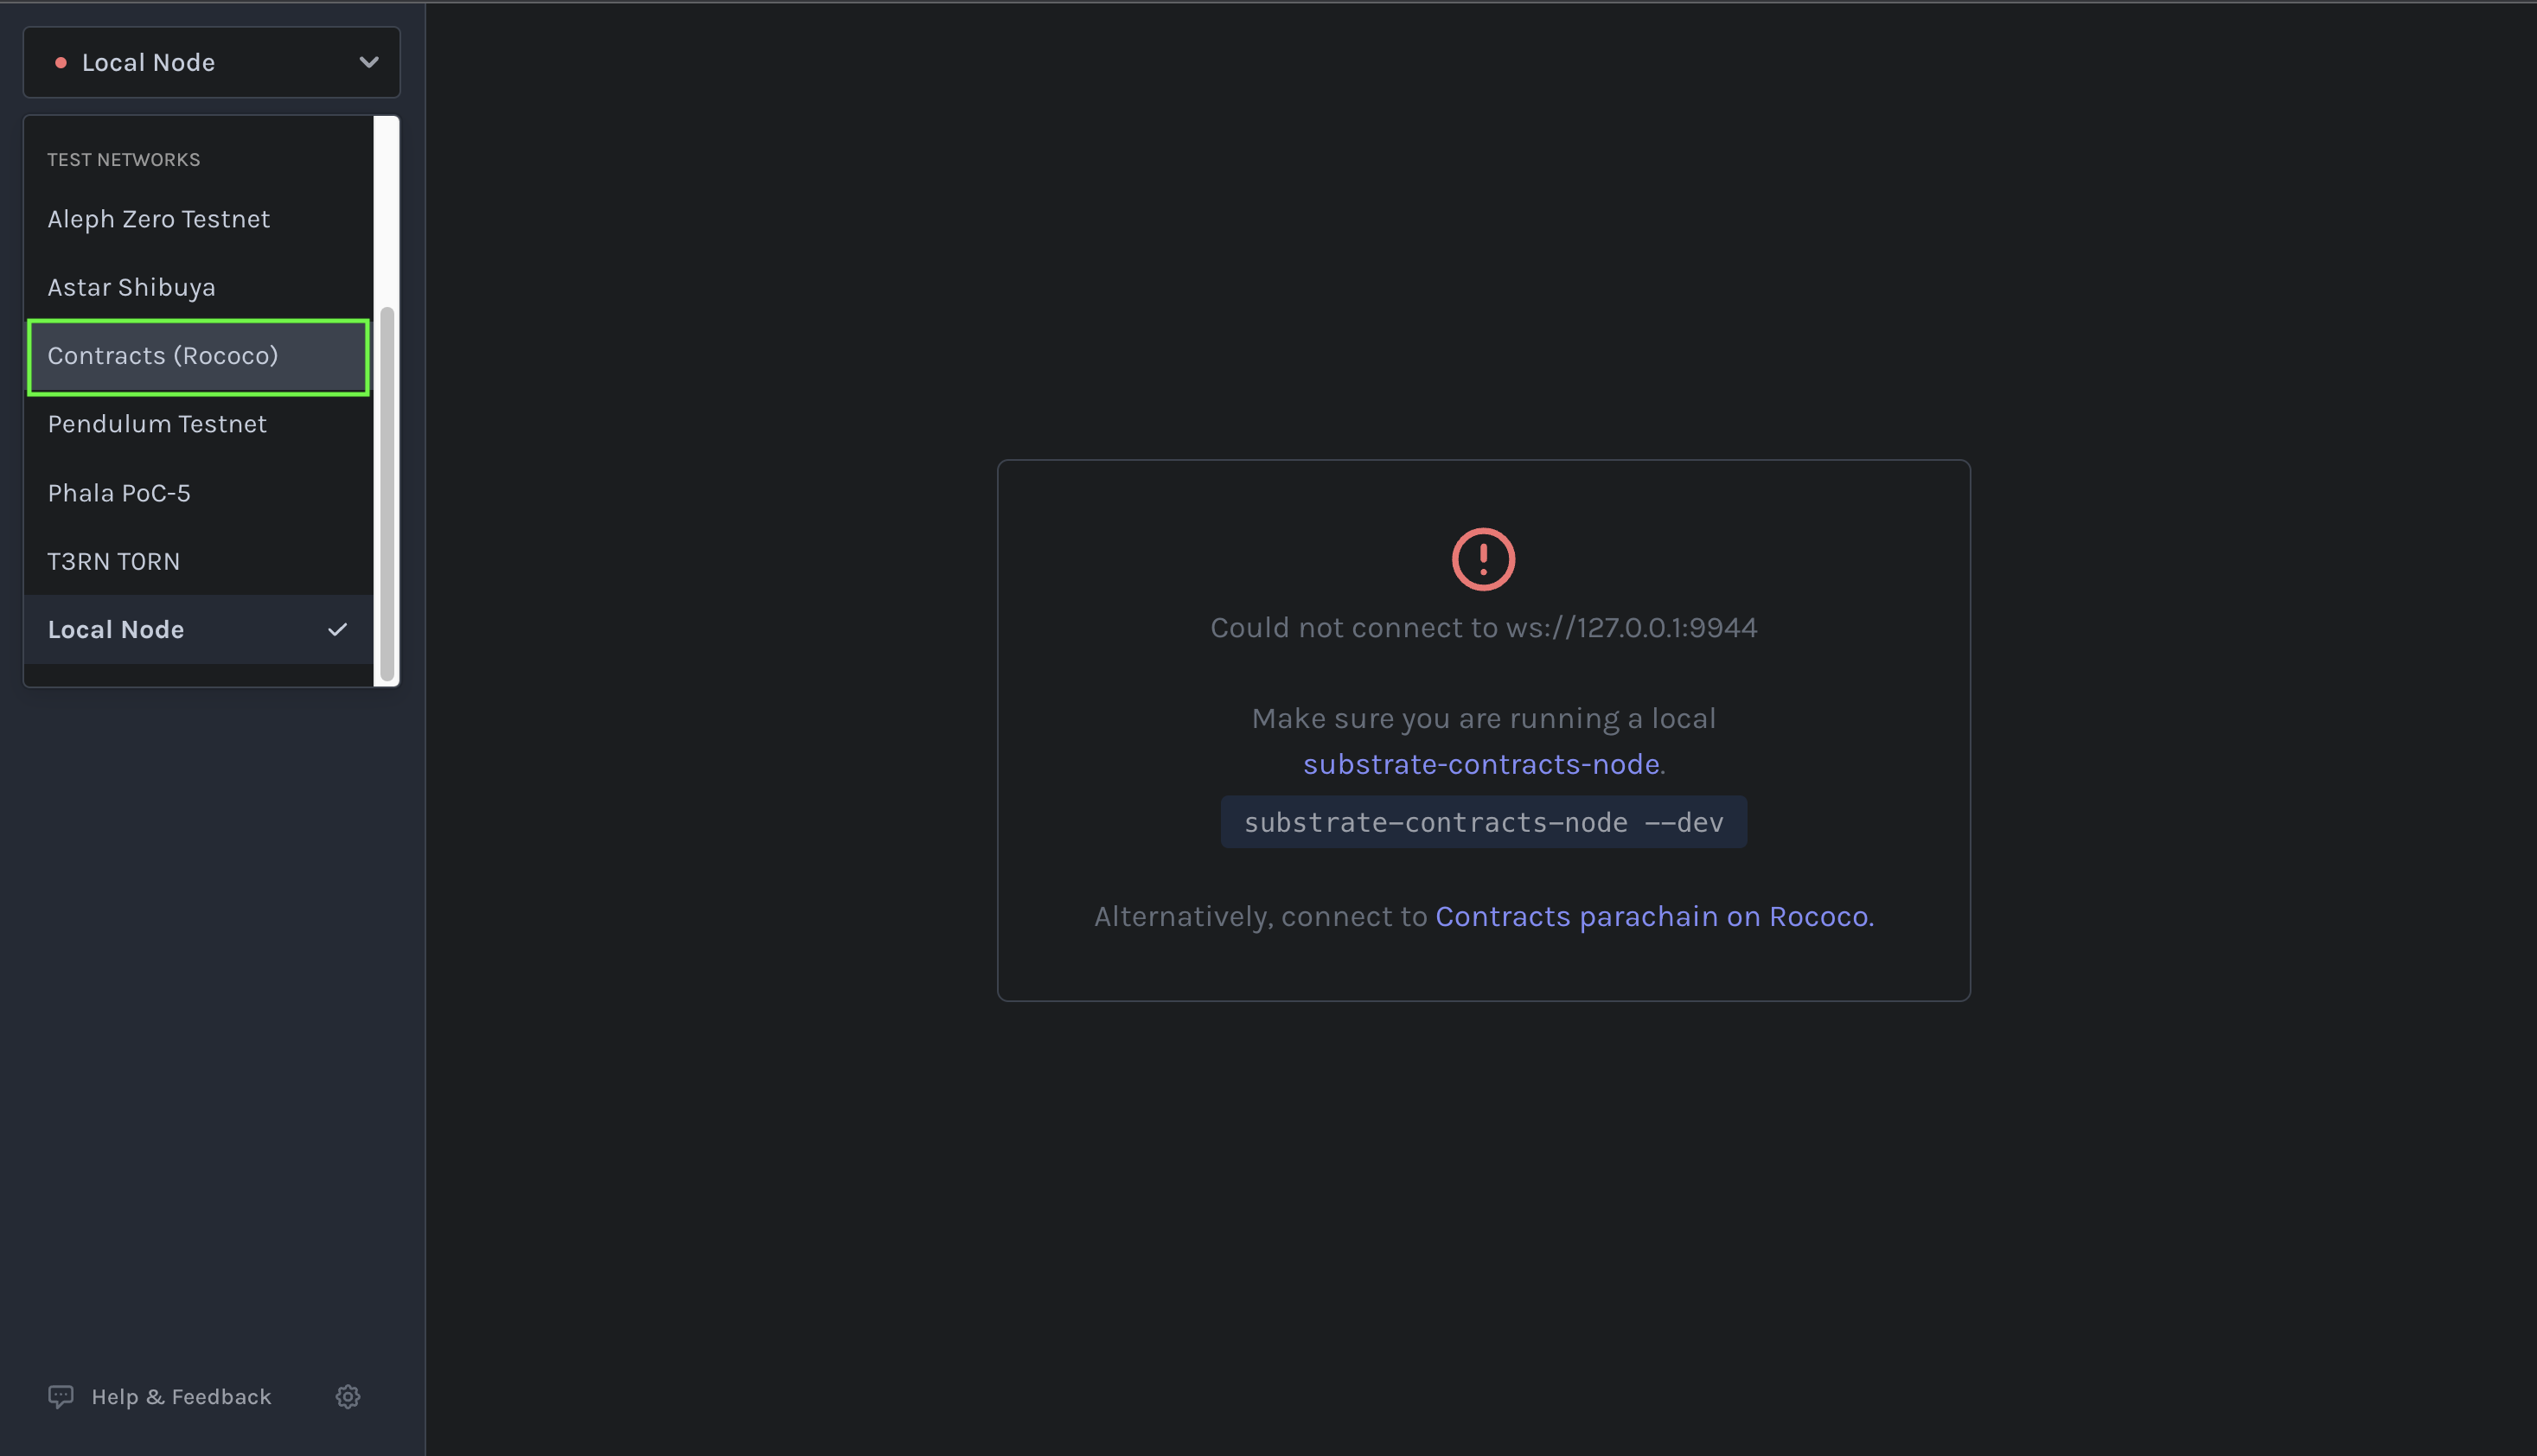 Local Node
TEST NETWORKS
Aleph Zero Testnet
Astar Shibuya
Contracts (Rococo)
Pendulum Testnet
Phala PoC-5
T3RN T0RN
Local Node
Help & Feedback
Could not connect to ws://127.0.0.1:9944
Make sure you are running a local
substrate-contracts-node.
substrate-contracts-node --dev
Alternatively, connect to Contracts parachain on Rococo.